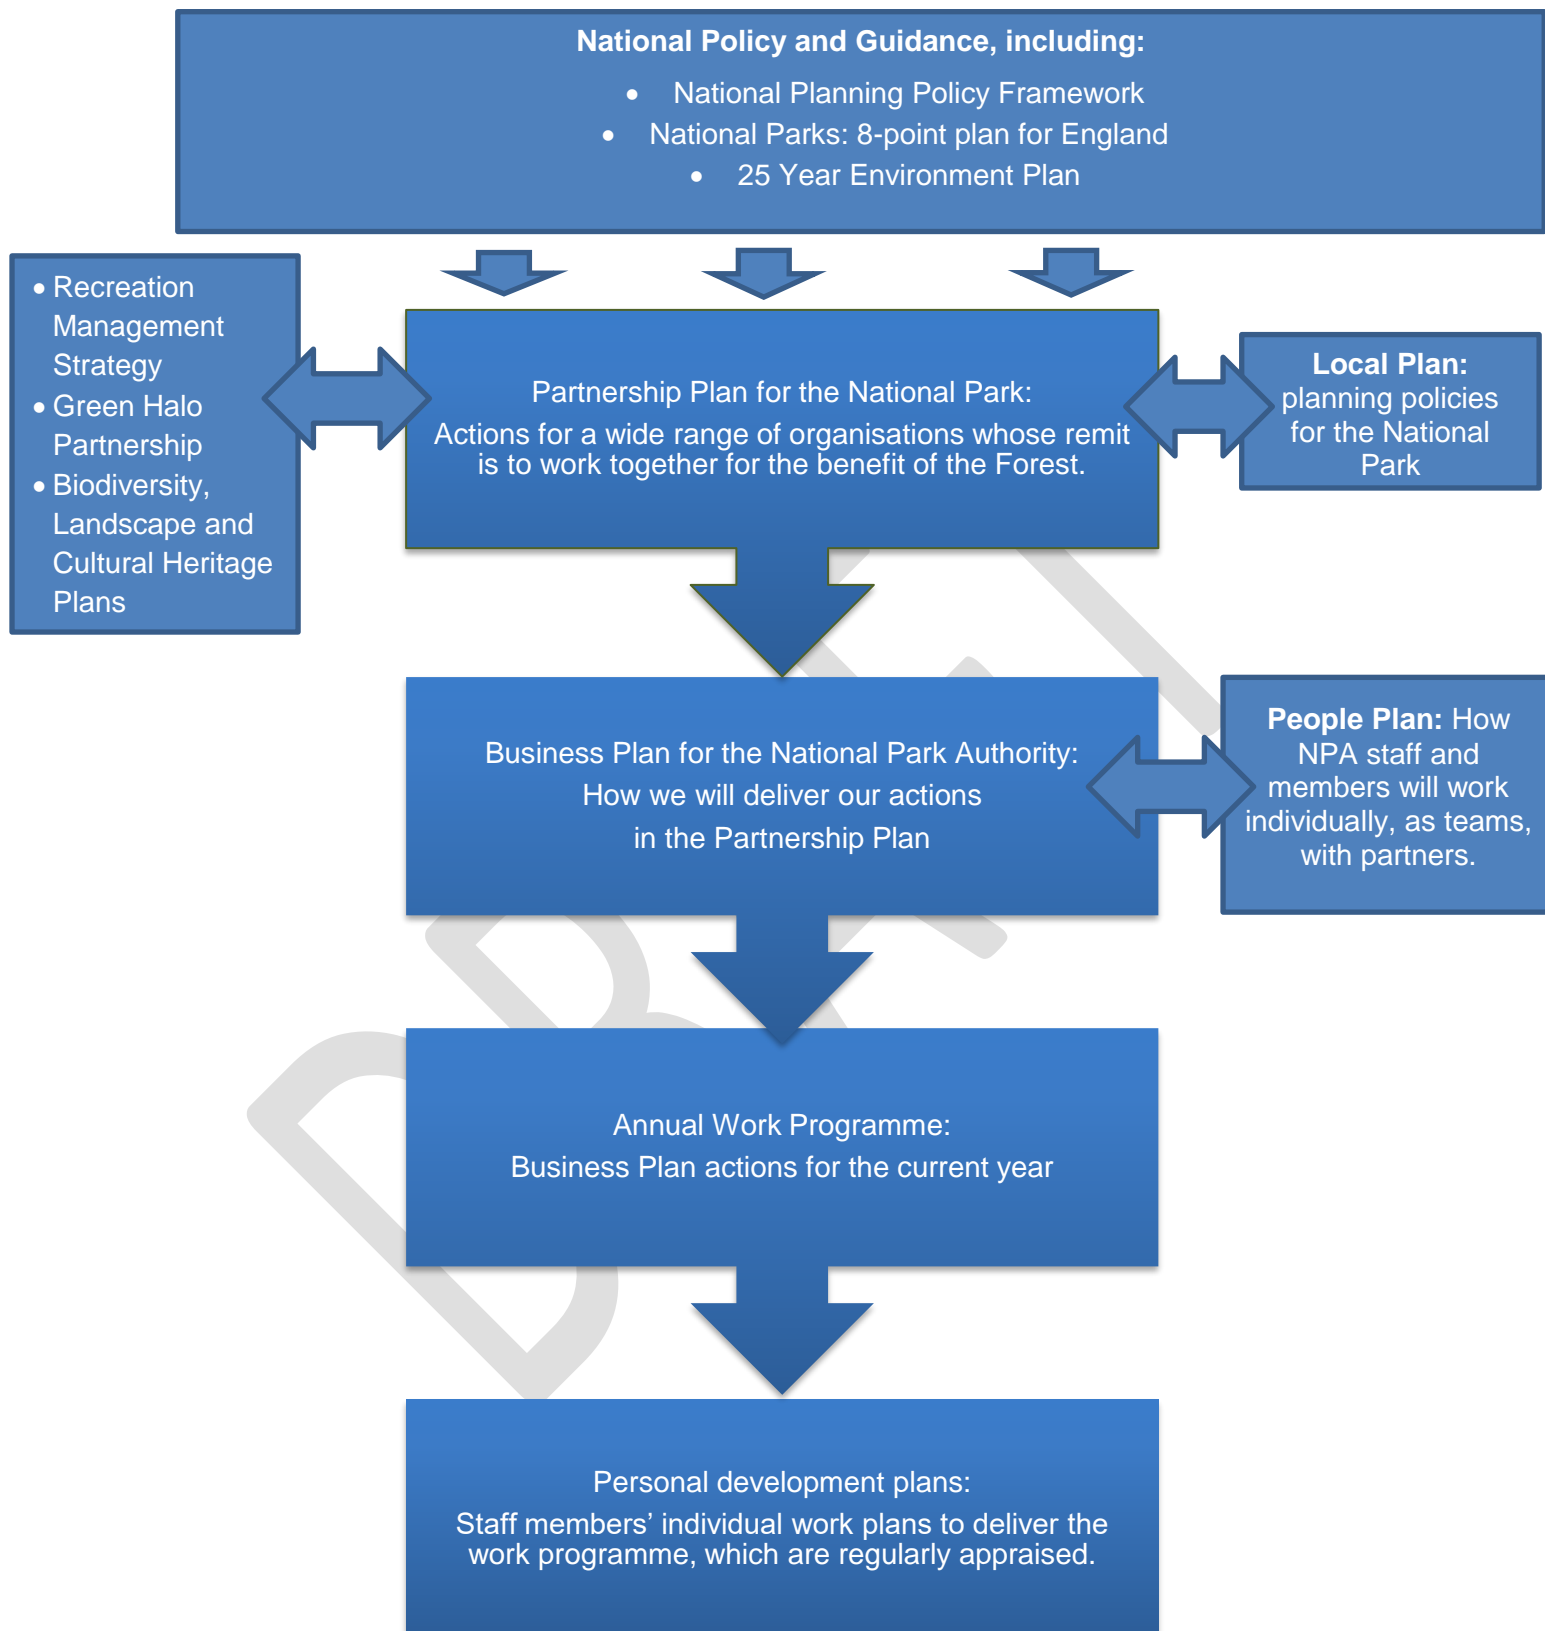 National Policy and Guidance, including:
• National Planning Policy Framework
• National Parks: 8-point plan for England
• 25 Year Environment Plan
• Recreation
Management
Strategy
• Green Halo
Partnership
• Biodiversity,
Landscape and
Cultural Heritage
Plans
Partnership Plan for the National Park:
Actions for a wide range of organisations whose remit
is to work together for the benefit of the Forest.
Local Plan:
planning policies
for the National
Park
Business Plan for the National Park Authority:
How we will deliver our actions
in the Partnership Plan
People Plan: How
NPA staff and
members will work
individually, as teams,
with partners.
Annual Work Programme:
Business Plan actions for the current year
Personal development plans:
Staff members’ individual work plans to deliver the
work programme, which are regularly appraised.
DRAFT